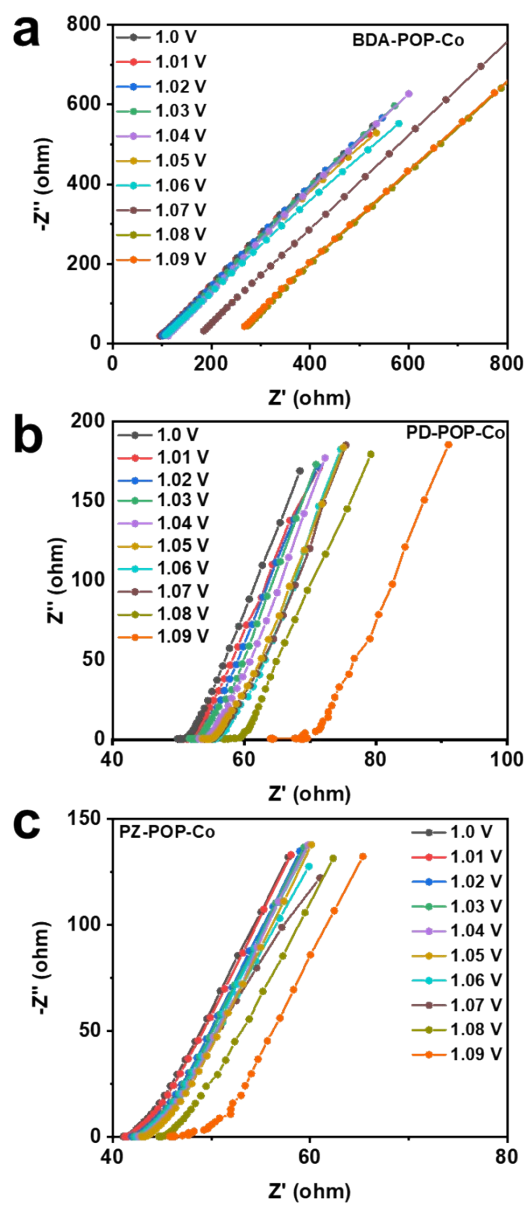 a
BDA-POP-Co
1.0 V
1.01 V
1.02 V
1.03 V
1.04 V
1.05 V
1.06 V
1.07 V
1.08 V
1.09 V
800
600
400
200
0
-Z'' (ohm)
0 200 400 600 800
Z' (ohm)
b
PD-POP-Co
1.0 V
1.01 V
1.02 V
1.03 V
1.04 V
1.05 V
1.06 V
1.07 V
1.08 V
1.09 V
200
150
100
50
0
Z'' (ohm)
40 60 80 100
Z' (ohm)
c
PZ-POP-Co
1.0 V
1.01 V
1.02 V
1.03 V
1.04 V
1.05 V
1.06 V
1.07 V
1.08 V
1.09 V
150
100
50
0
-Z'' (ohm)
40 60 80
Z' (ohm)